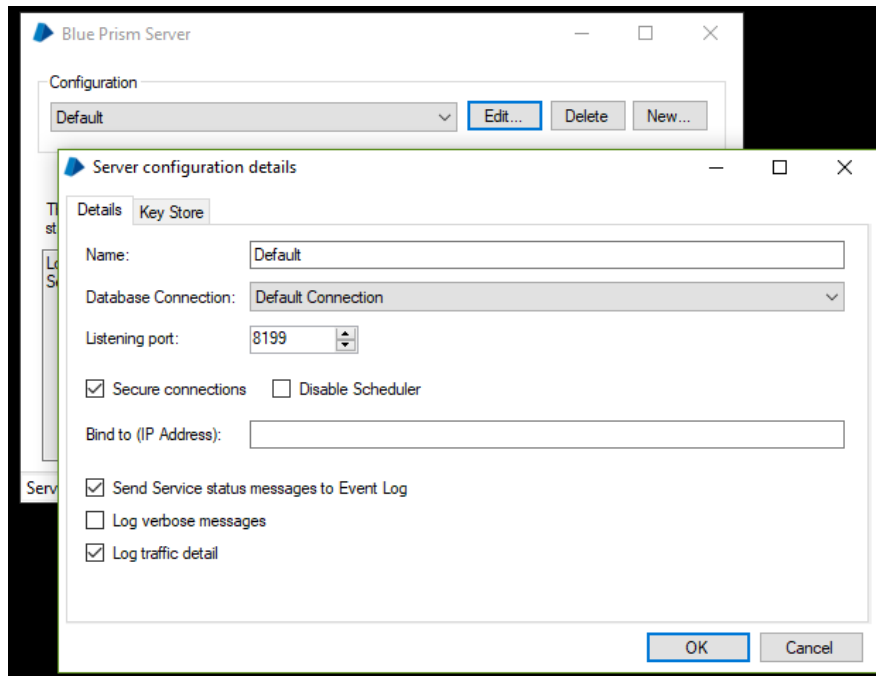 Blue Prism Server
Configuration
Default Edit... Delete New...
Server configuration details
Details Key Store
Name: Default
Database Connection: Default Connection
Listening port: 8199
Secure connections Disable Scheduler
Bind to (IP Address):
Send Service status messages to Event Log
Log verbose messages
Log traffic detail
OK Cancel